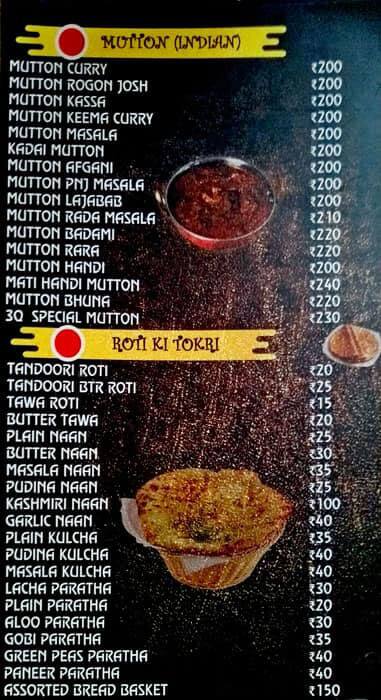 MUTTON (INDIAN)
MUTTON CURRY ₹200
MUTTON ROGON JOSH ₹200
MUTTON KASSA ₹200
MUTTON KEEMA CURRY ₹200
MUTTON MASALA ₹200
KADAI MUTTON ₹200
MUTTON AFGANI ₹200
MUTTON PNJ MASALA ₹200
MUTTON LAJABAB ₹200
MUTTON RADA MASALA ₹210
MUTTON BADAMI ₹220
MUTTON RARA ₹220
MUTTON HANDI ₹200
MATI HANDI MUTTON ₹240
MUTTON BHUNA ₹220
3Q SPECIAL MUTTON ₹230
ROTI KI TOKRI
TANDOORI ROTI ₹20
TANDOORI BTR ROTI ₹25
TAWA ROTI ₹15
BUTTER TAWA ₹20
PLAIN NAAN ₹25
BUTTER NAAN ₹30
MASALA NAAN ₹35
PUDINA NAAN ₹25
KASHMIRI NAAN ₹100
GARLIC NAAN ₹40
PLAIN KULCHA ₹35
PUDINA KULCHA ₹40
MASALA KULCHA ₹40
LACHA PARATHA ₹30
PLAIN PARATHA ₹20
ALOO PARATHA ₹30
GOBI PARATHA ₹35
GREEN PEAS PARATHA ₹40
PANEER PARATHA ₹40
ASSORTED BREAD BASKET ₹150